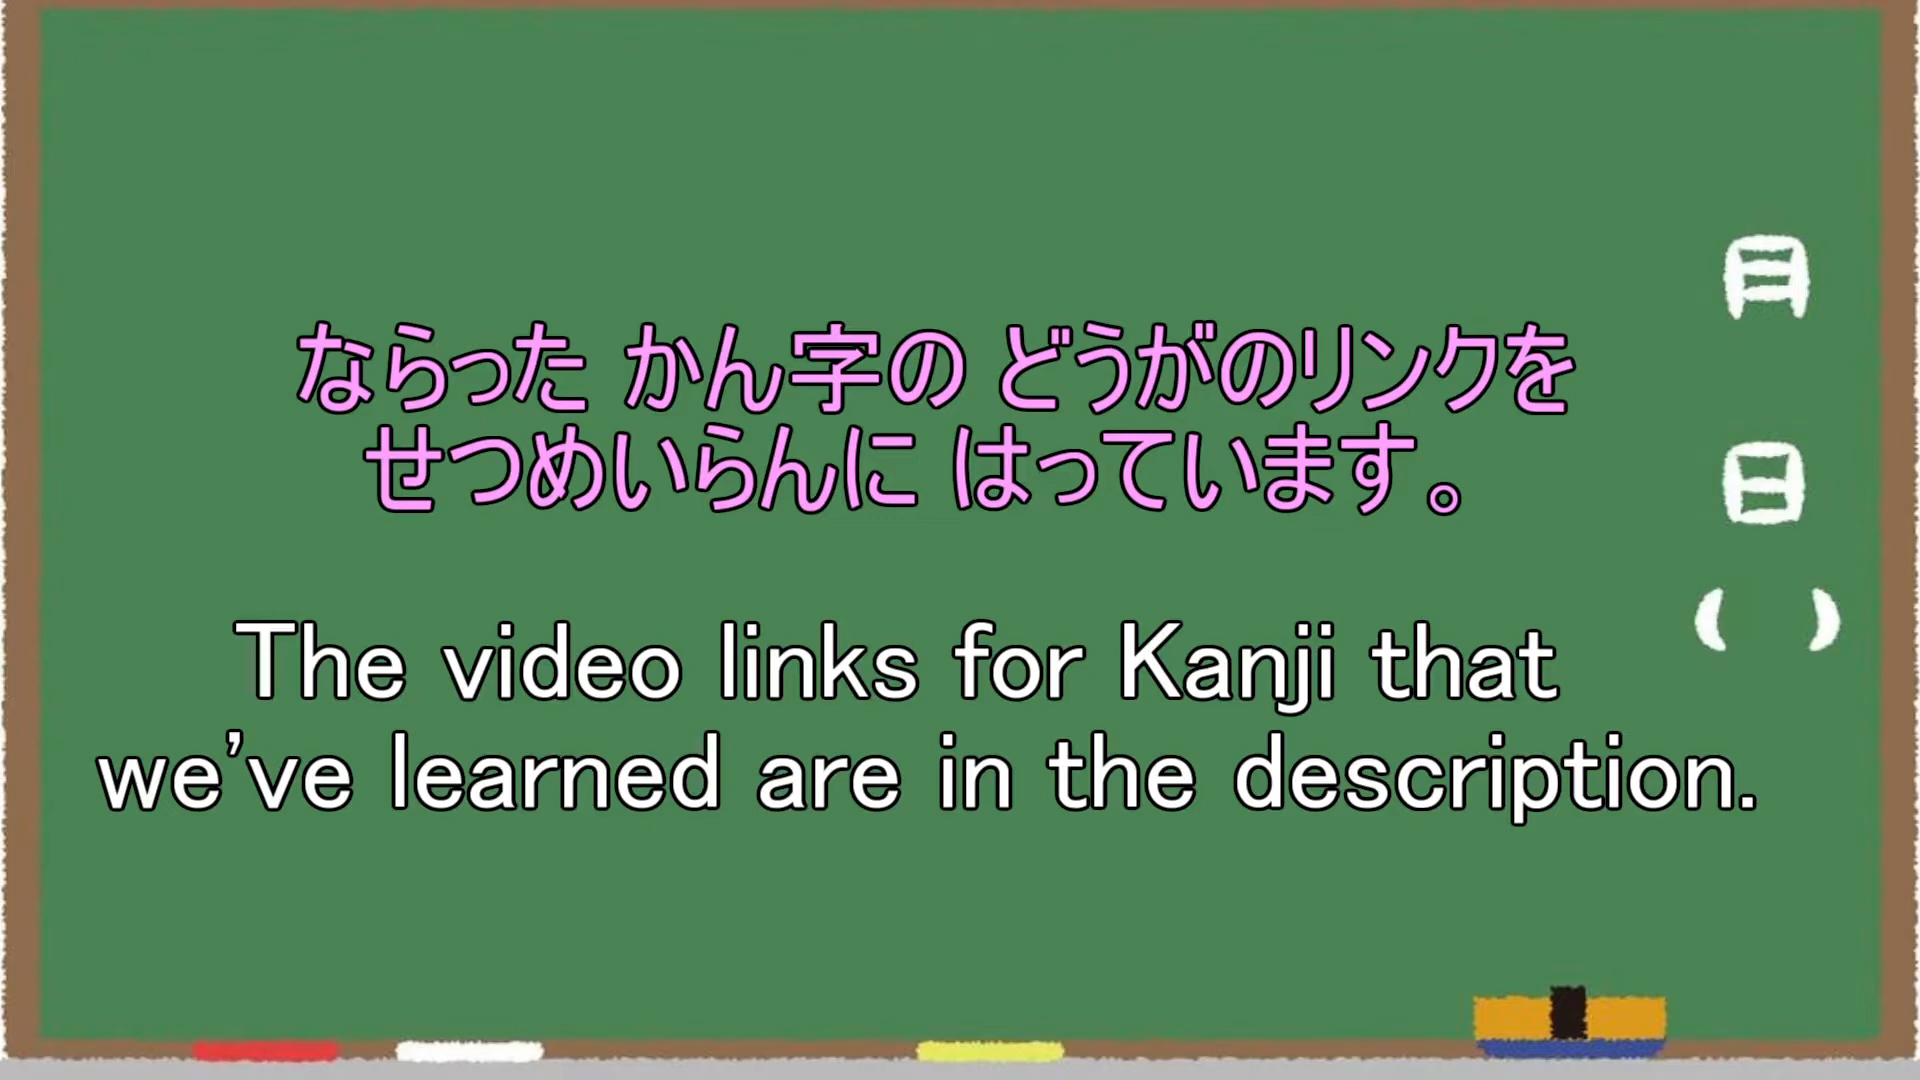 ならった かん字の どうがのリンクを
せつめいらんに はっています。
The video links for Kanji that
we've learned are in the description.
月
日
( )